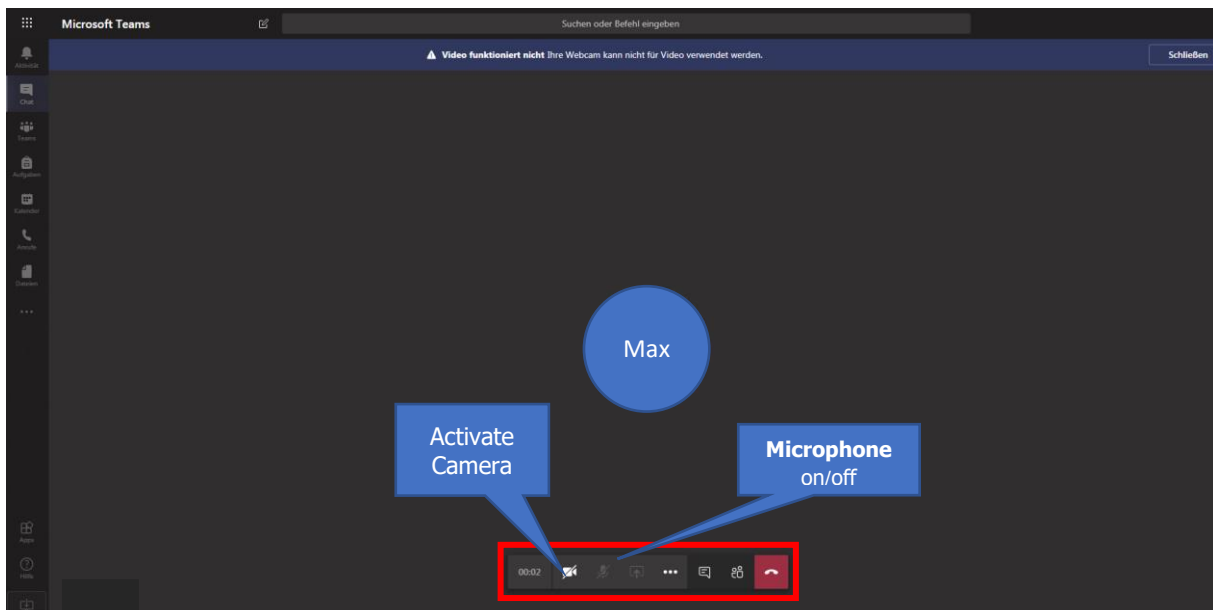 Microsoft Teams
Suchen oder Befehl eingeben
Video funktioniert nicht Ihre Webcam kann nicht für Video verwendet werden.
Schließen
Aktivität
Chat
Teams
Aufgaben
Kalender
Anrufe
Dateien
Max
Activate
Camera
Microphone
on/off
Apps
Hilfe
00:02